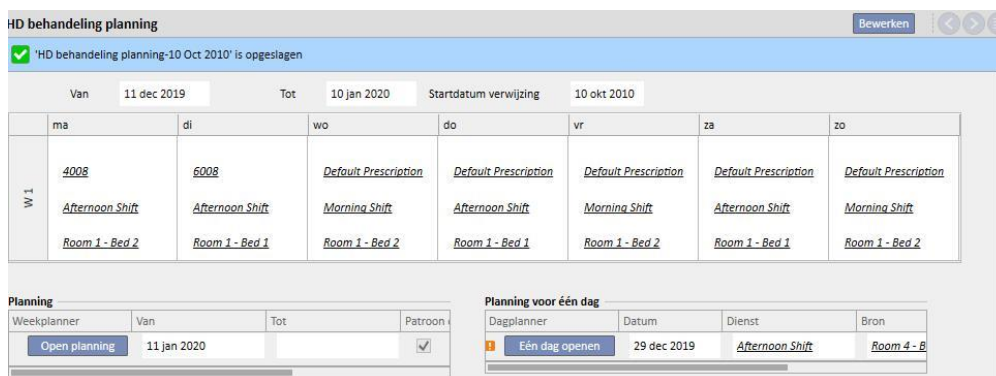 HD behandeling planning Bewerken
'HD behandeling planning-10 Oct 2010' is opgeslagen
Van 11 dec 2019 Tot 10 jan 2020 Startdatum verwijzing 10 okt 2010
ma di wo do vr za zo
W 1
4008 6008 Default Prescription Default Prescription Default Prescription Default Prescription Default Prescription
Afternoon Shift Afternoon Shift Morning Shift Afternoon Shift Morning Shift Afternoon Shift Morning Shift
Room 1 - Bed 2 Room 1 - Bed 1 Room 1 - Bed 2 Room 1 - Bed 1 Room 1 - Bed 2 Room 1 - Bed 1 Room 1 - Bed 2
Planning
Weekplanner Van Tot Patroon
Open planning 11 jan 2020
Planning voor één dag
Dagplanner Datum Dienst Bron
Eén dag openen 29 dec 2019 Afternoon Shift Room 4 - B